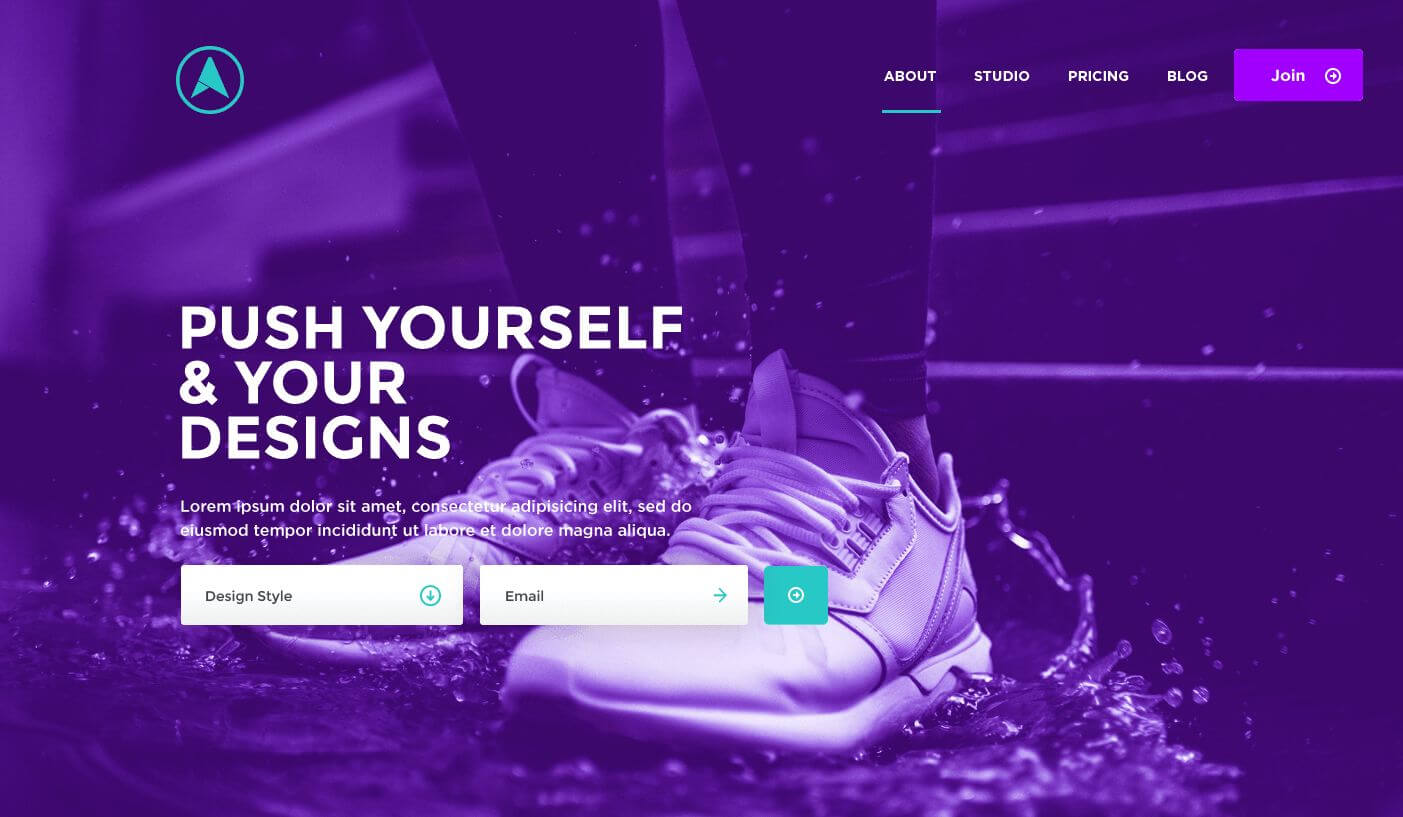 ABOUT STUDIO PRICING BLOG Join
PUSH YOURSELF
& YOUR
DESIGNS
Lorem ipsum dolor sit amet, consectetur adipisicing elit, sed do
eiusmod tempor incididunt ut labore et dolore magna aliqua.
Design Style Email